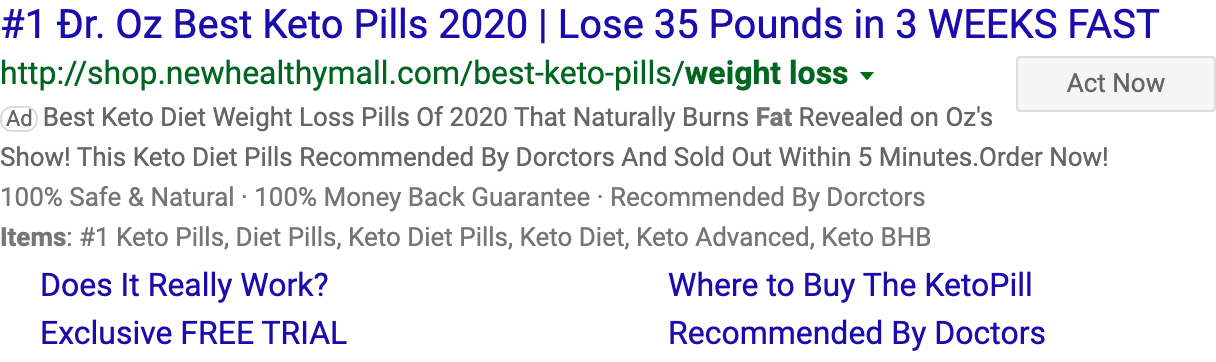 #1 Ðr. Oz Best Keto Pills 2020 | Lose 35 Pounds in 3 WEEKS FAST
http://shop.newhealthymall.com/best-keto-pills/weight loss
Act Now
Ad Best Keto Diet Weight Loss Pills Of 2020 That Naturally Burns Fat Revealed on Oz's
Show! This Keto Diet Pills Recommended By Dorctors And Sold Out Within 5 Minutes.Order Now!
100% Safe & Natural · 100% Money Back Guarantee · Recommended By Dorctors
Items: #1 Keto Pills, Diet Pills, Keto Diet Pills, Keto Diet, Keto Advanced, Keto BHB
Does It Really Work?
Where to Buy The KetoPill
Exclusive FREE TRIAL
Recommended By Doctors